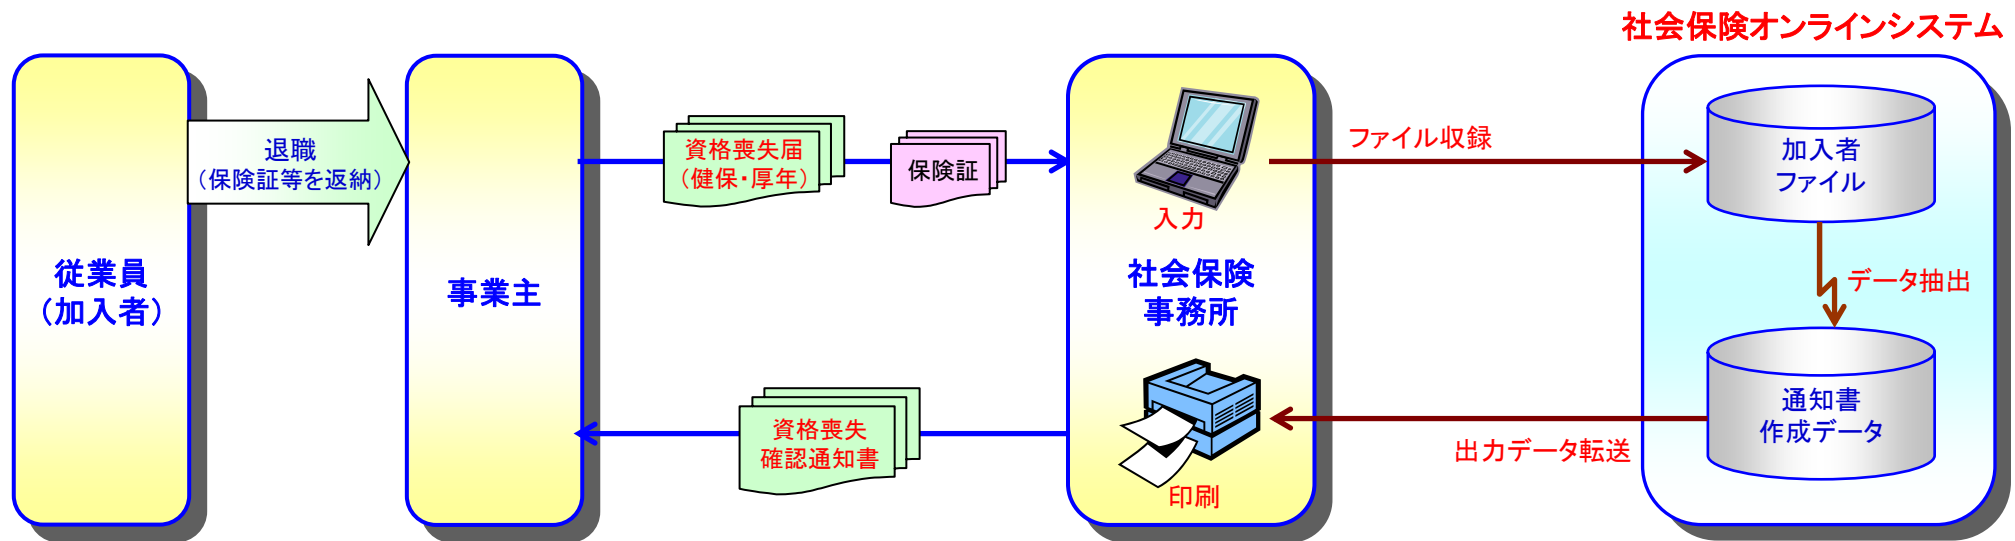 社会保険オンラインシステム
退職
（保険証等を返納）
従業員
（加入者）
事業主
資格喪失届
（健保・厚年）
保険証
入力
社会保険
事務所
印刷
ファイル収録
加入者
ファイル
データ抽出
通知書
作成データ
出力データ転送
資格喪失
確認通知書